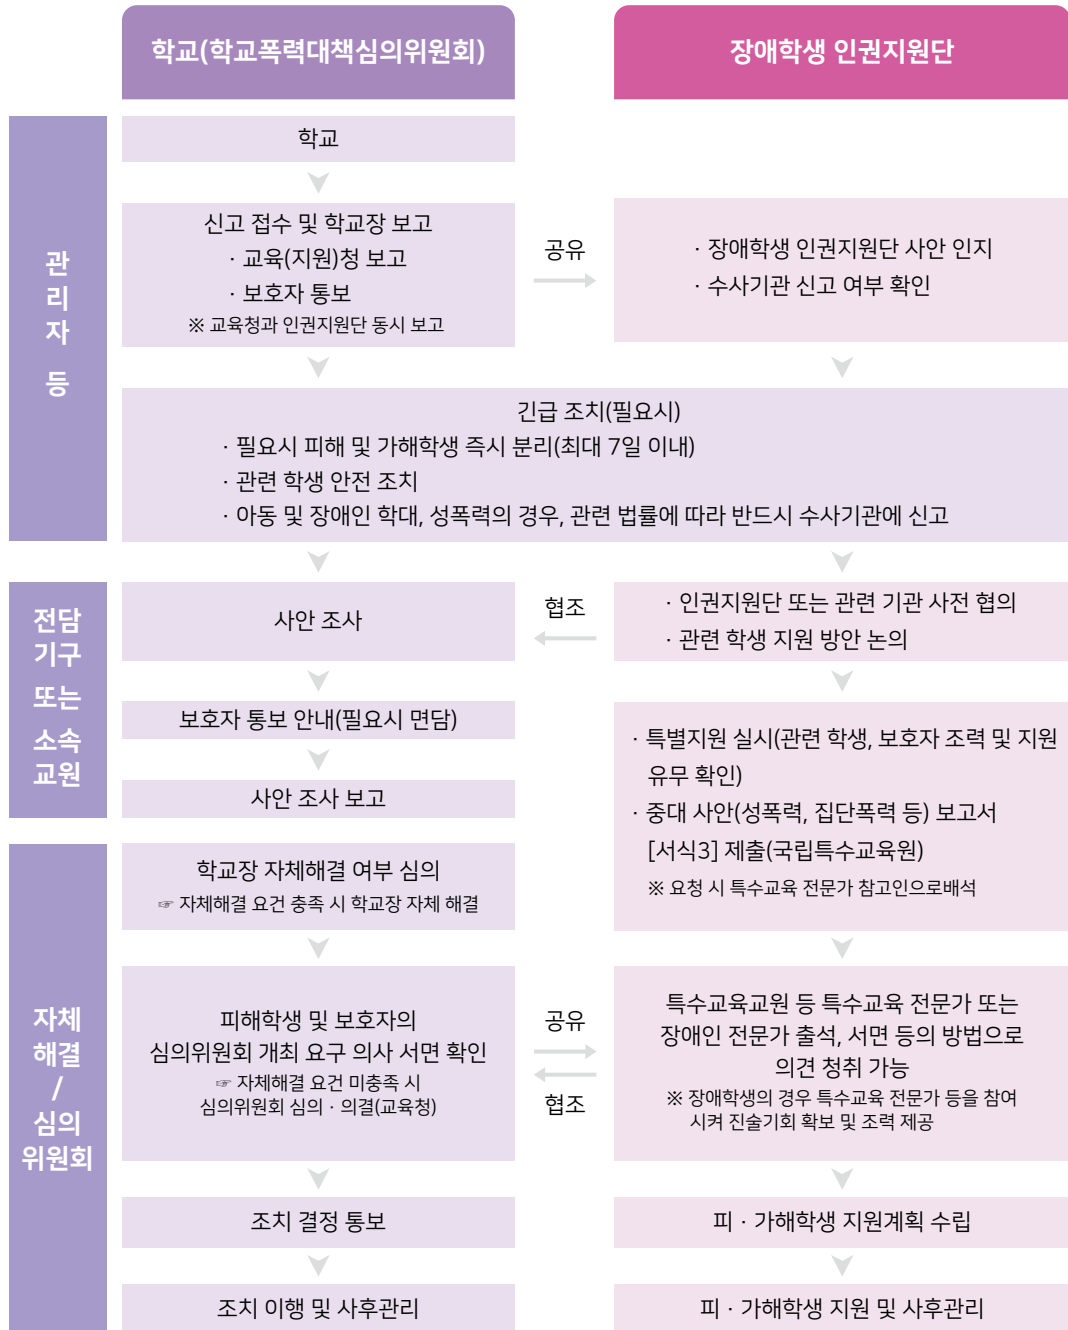 학교(학교폭력대책심의위원회)
장애학생 인권지원단
관
리
자
등
학교
신고 접수 및 학교장 보고
· 교육(지원)청 보고
· 보호자 통보
※ 교육청과 인권지원단 동시 보고
공유
· 장애학생 인권지원단 사안 인지
· 수사기관 신고 여부 확인
긴급 조치(필요시)
· 필요시 피해 및 가해학생 즉시 분리(최대 7일 이내)
· 관련 학생 안전 조치
· 아동 및 장애인 학대, 성폭력의 경우, 관련 법률에 따라 반드시 수사기관에 신고
전담
기구
또는
소속
교원
사안 조사
협조
· 인권지원단 또는 관련 기관 사전 협의
· 관련 학생 지원 방안 논의
보호자 통보 안내(필요시 면담)
사안 조사 보고
· 특별지원 실시(관련 학생, 보호자 조력 및 지원
유무 확인)
· 중대 사안(성폭력, 집단폭력 등) 보고서
[서식3] 제출(국립특수교육원)
※ 요청 시 특수교육 전문가 참고인으로배석
자체
해결
/
심의
위원회
학교장 자체해결 여부 심의
☞ 자체해결 요건 충족 시 학교장 자체 해결
피해학생 및 보호자의
심의위원회 개최 요구 의사 서면 확인
☞ 자체해결 요건 미충족 시
심의위원회 심의 · 의결(교육청)
공유
협조
특수교육교원 등 특수교육 전문가 또는
장애인 전문가 출석, 서면 등의 방법으로
의견 청취 가능
※ 장애학생의 경우 특수교육 전문가 등을 참여
시켜 진술기회 확보 및 조력 제공
조치 결정 통보
피 · 가해학생 지원계획 수립
조치 이행 및 사후관리
피 · 가해학생 지원 및 사후관리